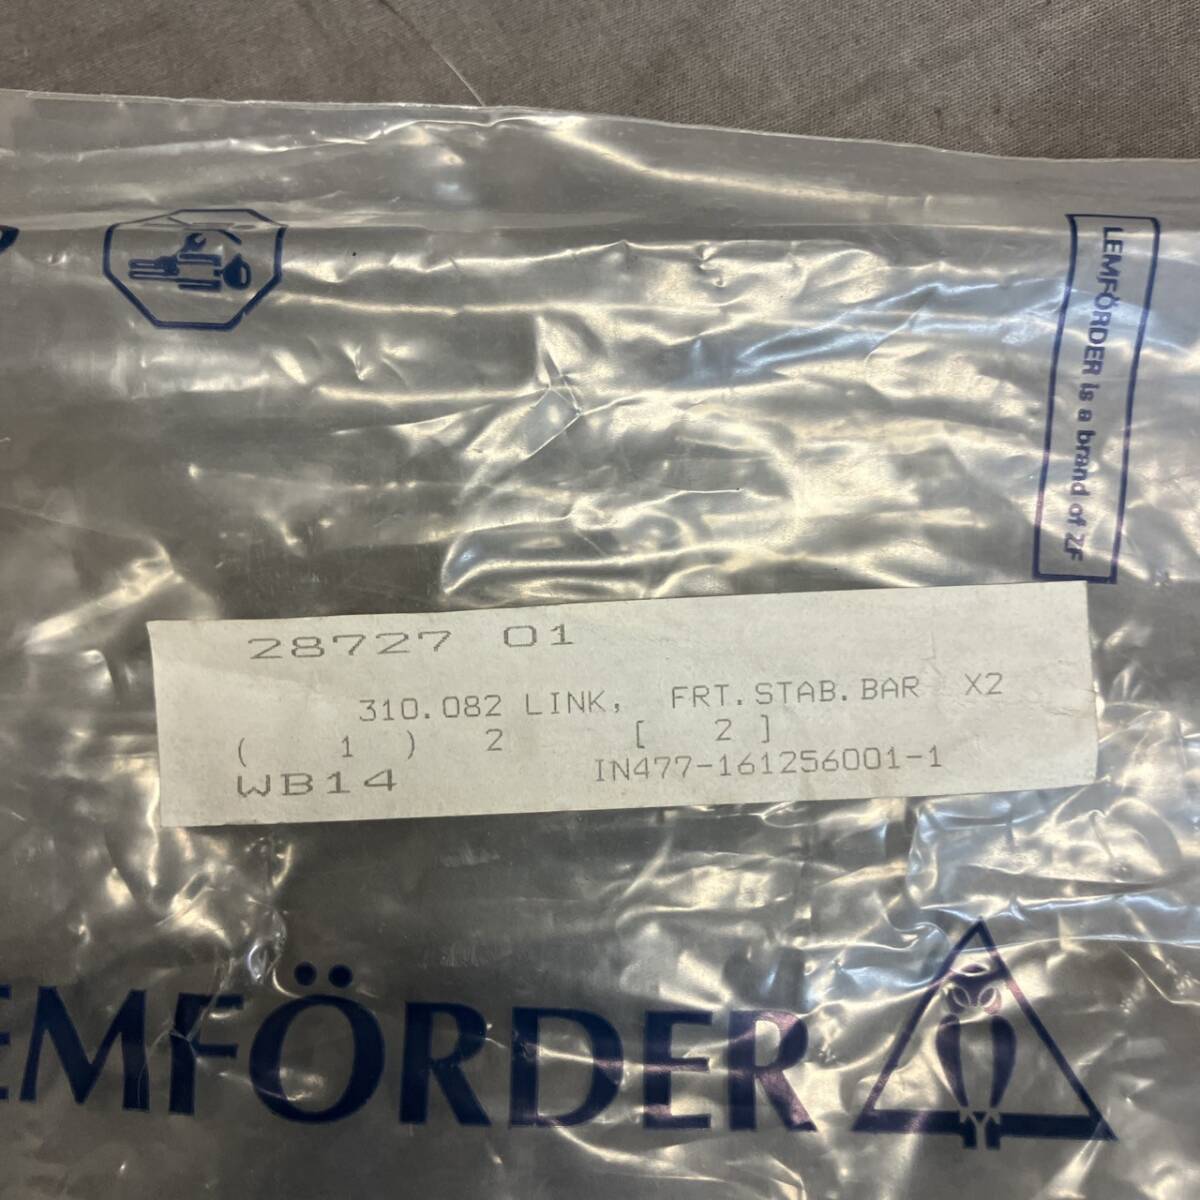 LEMFÖRDER is a brand of ZF
28727 01
310.082 LINK, FRT.STAB.BAR X2
( 1 ) 2 [ 2 ]
WB14 IN477-161256001-1
EMFÖRDER